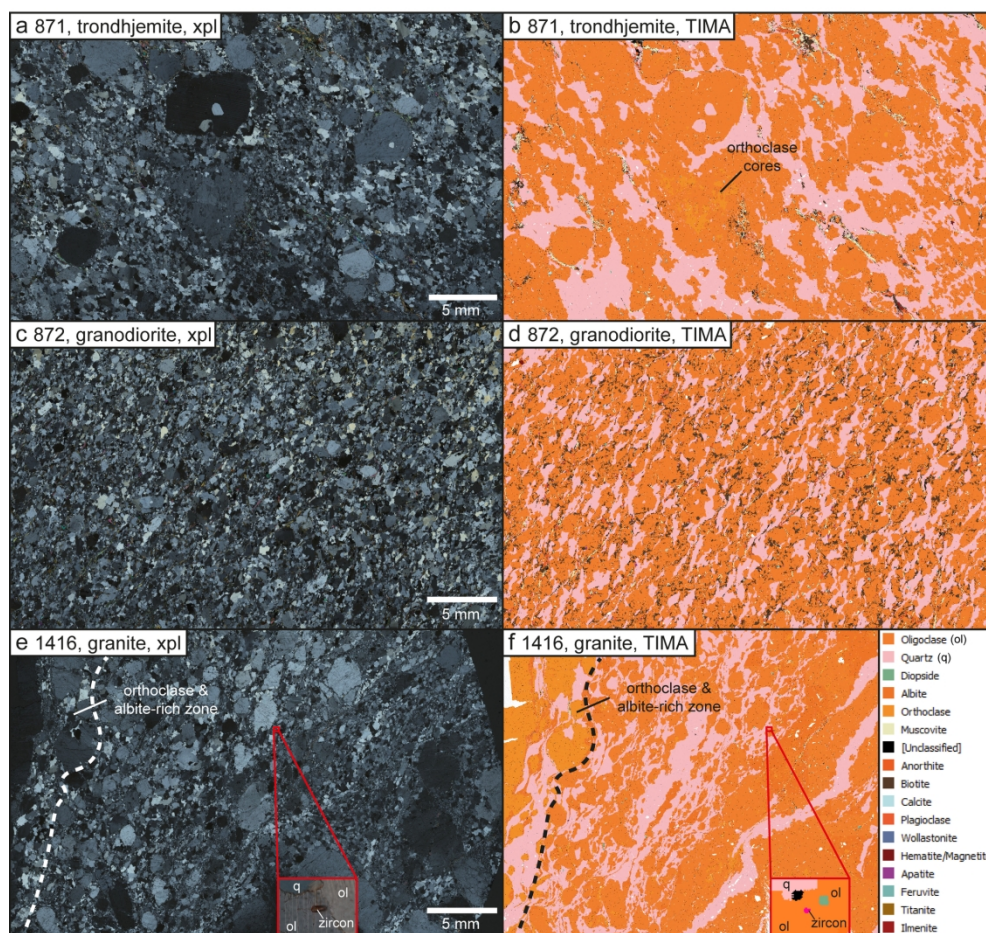 a 871, trondhjemite, xpl
5 mm
b 871, trondhjemite, TIMA
orthoclase
cores
c 872, granodiorite, xpl
5 mm
d 872, granodiorite, TIMA
e 1416, granite, xpl
orthoclase &
albite-rich zone
q
ol
ol
zircon
5 mm
f 1416, granite, TIMA
orthoclase &
albite-rich zone
q
ol
ol
zircon
Oligoclase (ol)
Quartz (q)
Diopside
Albite
Orthoclase
Muscovite
[Unclassified]
Anorthite
Biotite
Calcite
Plagioclase
Wollastonite
Hematite/Magnetit
Apatite
Feruvite
Titanite
Ilmenite